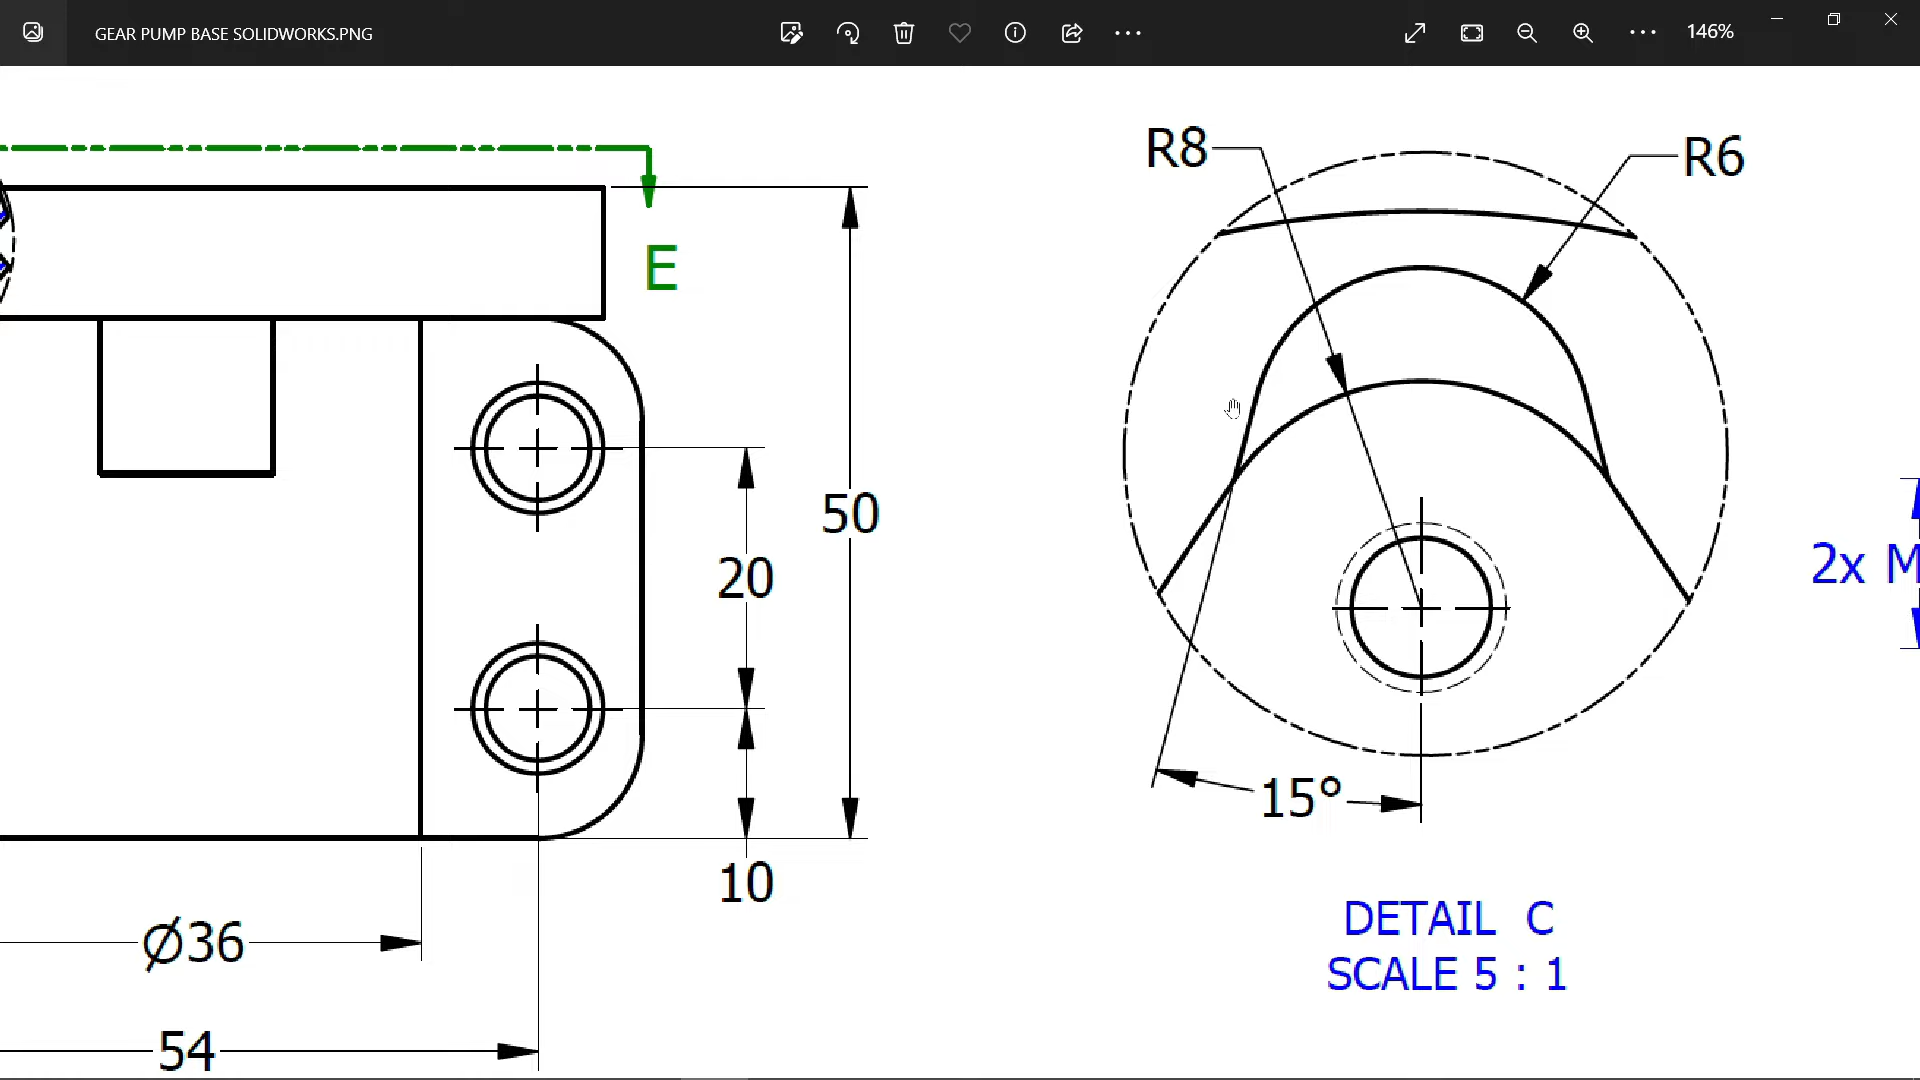 GEAR PUMP BASE SOLIDWORKS.PNG
146%
R8
R6
E
50
20
2x M
15°
10
DETAIL C
SCALE 5 : 1
Ø36
54